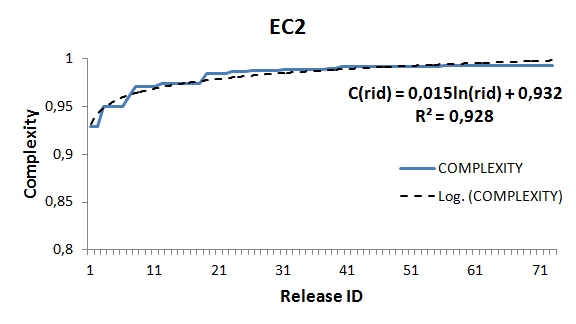 EC2
Complexity
1
0,95
0,9
0,85
0,8
C(rid) = 0,015ln(rid) + 0,932
R² = 0,928
COMPLEXITY
Log. (COMPLEXITY)
1 11 21 31 41 51 61 71
Release ID